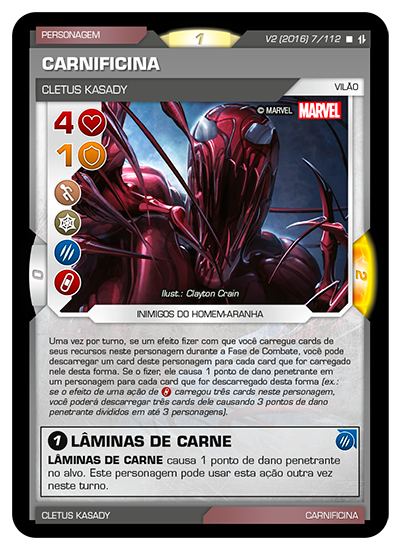 PERSONAGEM
1
V2 (2016) 7/112
CARNIFICINA
CLETUS KASADY
VILÃO
© MARVEL MARVEL
4
1
0
2
Ilust.: Clayton Crain
INIMIGOS DO HOMEM-ARANHA
Uma vez por turno, se um efeito fizer com que você carregue cards de
seus recursos neste personagem durante a Fase de Combate, você pode
descarregar um card deste personagem para cada card que for carregado
nele desta forma. Se o fizer, ele causa 1 ponto de dano penetrante em
um personagem para cada card que for descarregado desta forma (ex.:
se o efeito de uma ação de carregou três cards neste personagem,
você poderá descarregar três cards dele causando 3 pontos de dano
penetrante divididos em até 3 personagens).
1 LÂMINAS DE CARNE
LÂMINAS DE CARNE causa 1 ponto de dano penetrante
no alvo. Este personagem pode usar esta ação outra vez
neste turno.
CLETUS KASADY
CARNIFICINA